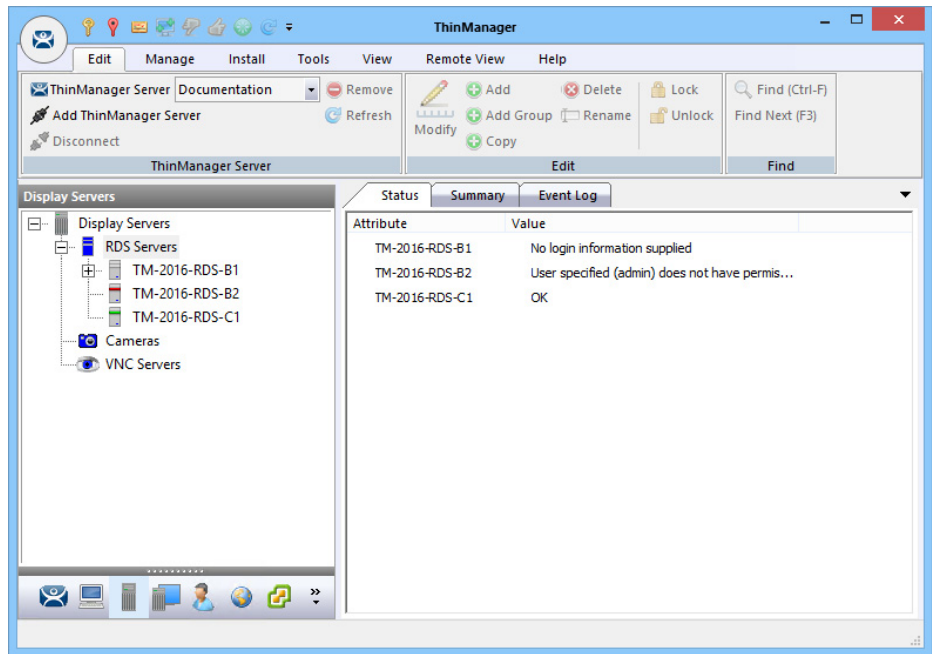 ThinManager
Edit Manage Install Tools View Remote View Help
ThinManager Server Documentation Remove
Add ThinManager Server Refresh
Disconnect
ThinManager Server
Modify
Add Delete Lock
Add Group Rename Unlock
Copy
Edit
Find (Ctrl-F)
Find Next (F3)
Find
Display Servers
Display Servers
RDS Servers
TM-2016-RDS-B1
TM-2016-RDS-B2
TM-2016-RDS-C1
Cameras
VNC Servers
Status Summary Event Log
Attribute Value
TM-2016-RDS-B1 No login information supplied
TM-2016-RDS-B2 User specified (admin) does not have permis...
TM-2016-RDS-C1 OK